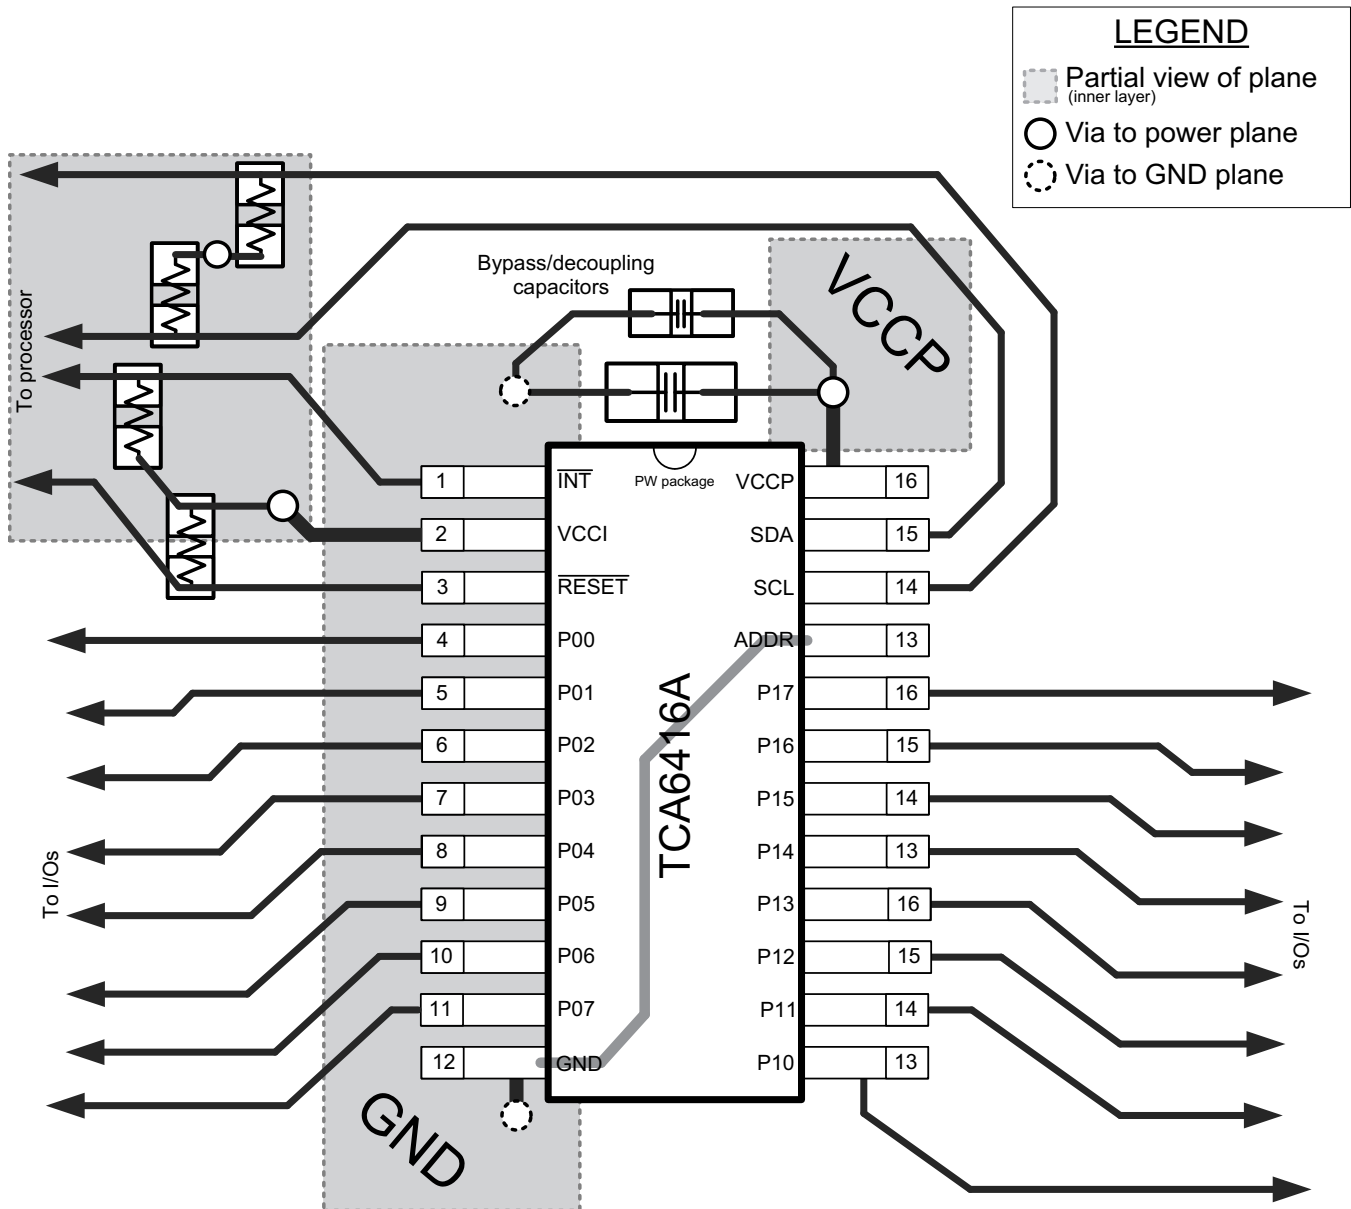 LEGEND
Partial view of plane
(inner layer)
Via to power plane
Via to GND plane
To processor
Bypass/decoupling
capacitors
VCCP
1 INT PW package VCCP 16
2 VCCI SDA 15
3 RESET SCL 14
4 P00 ADDR 13
5 P01 P17 16
6 P02 P16 15
7 P03 P15 14
8 P04 P14 13
9 P05 P13 16
10 P06 P12 15
11 P07 P11 14
12 GND P10 13
TCA6416A
To I/Os
To I/Os
GND